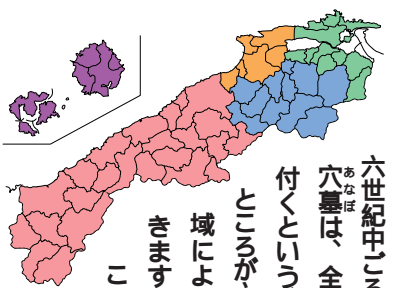 六世紀中ごろ
穴墓は、全
あなぼ
付くという
ところが、
域によ
きます
こ